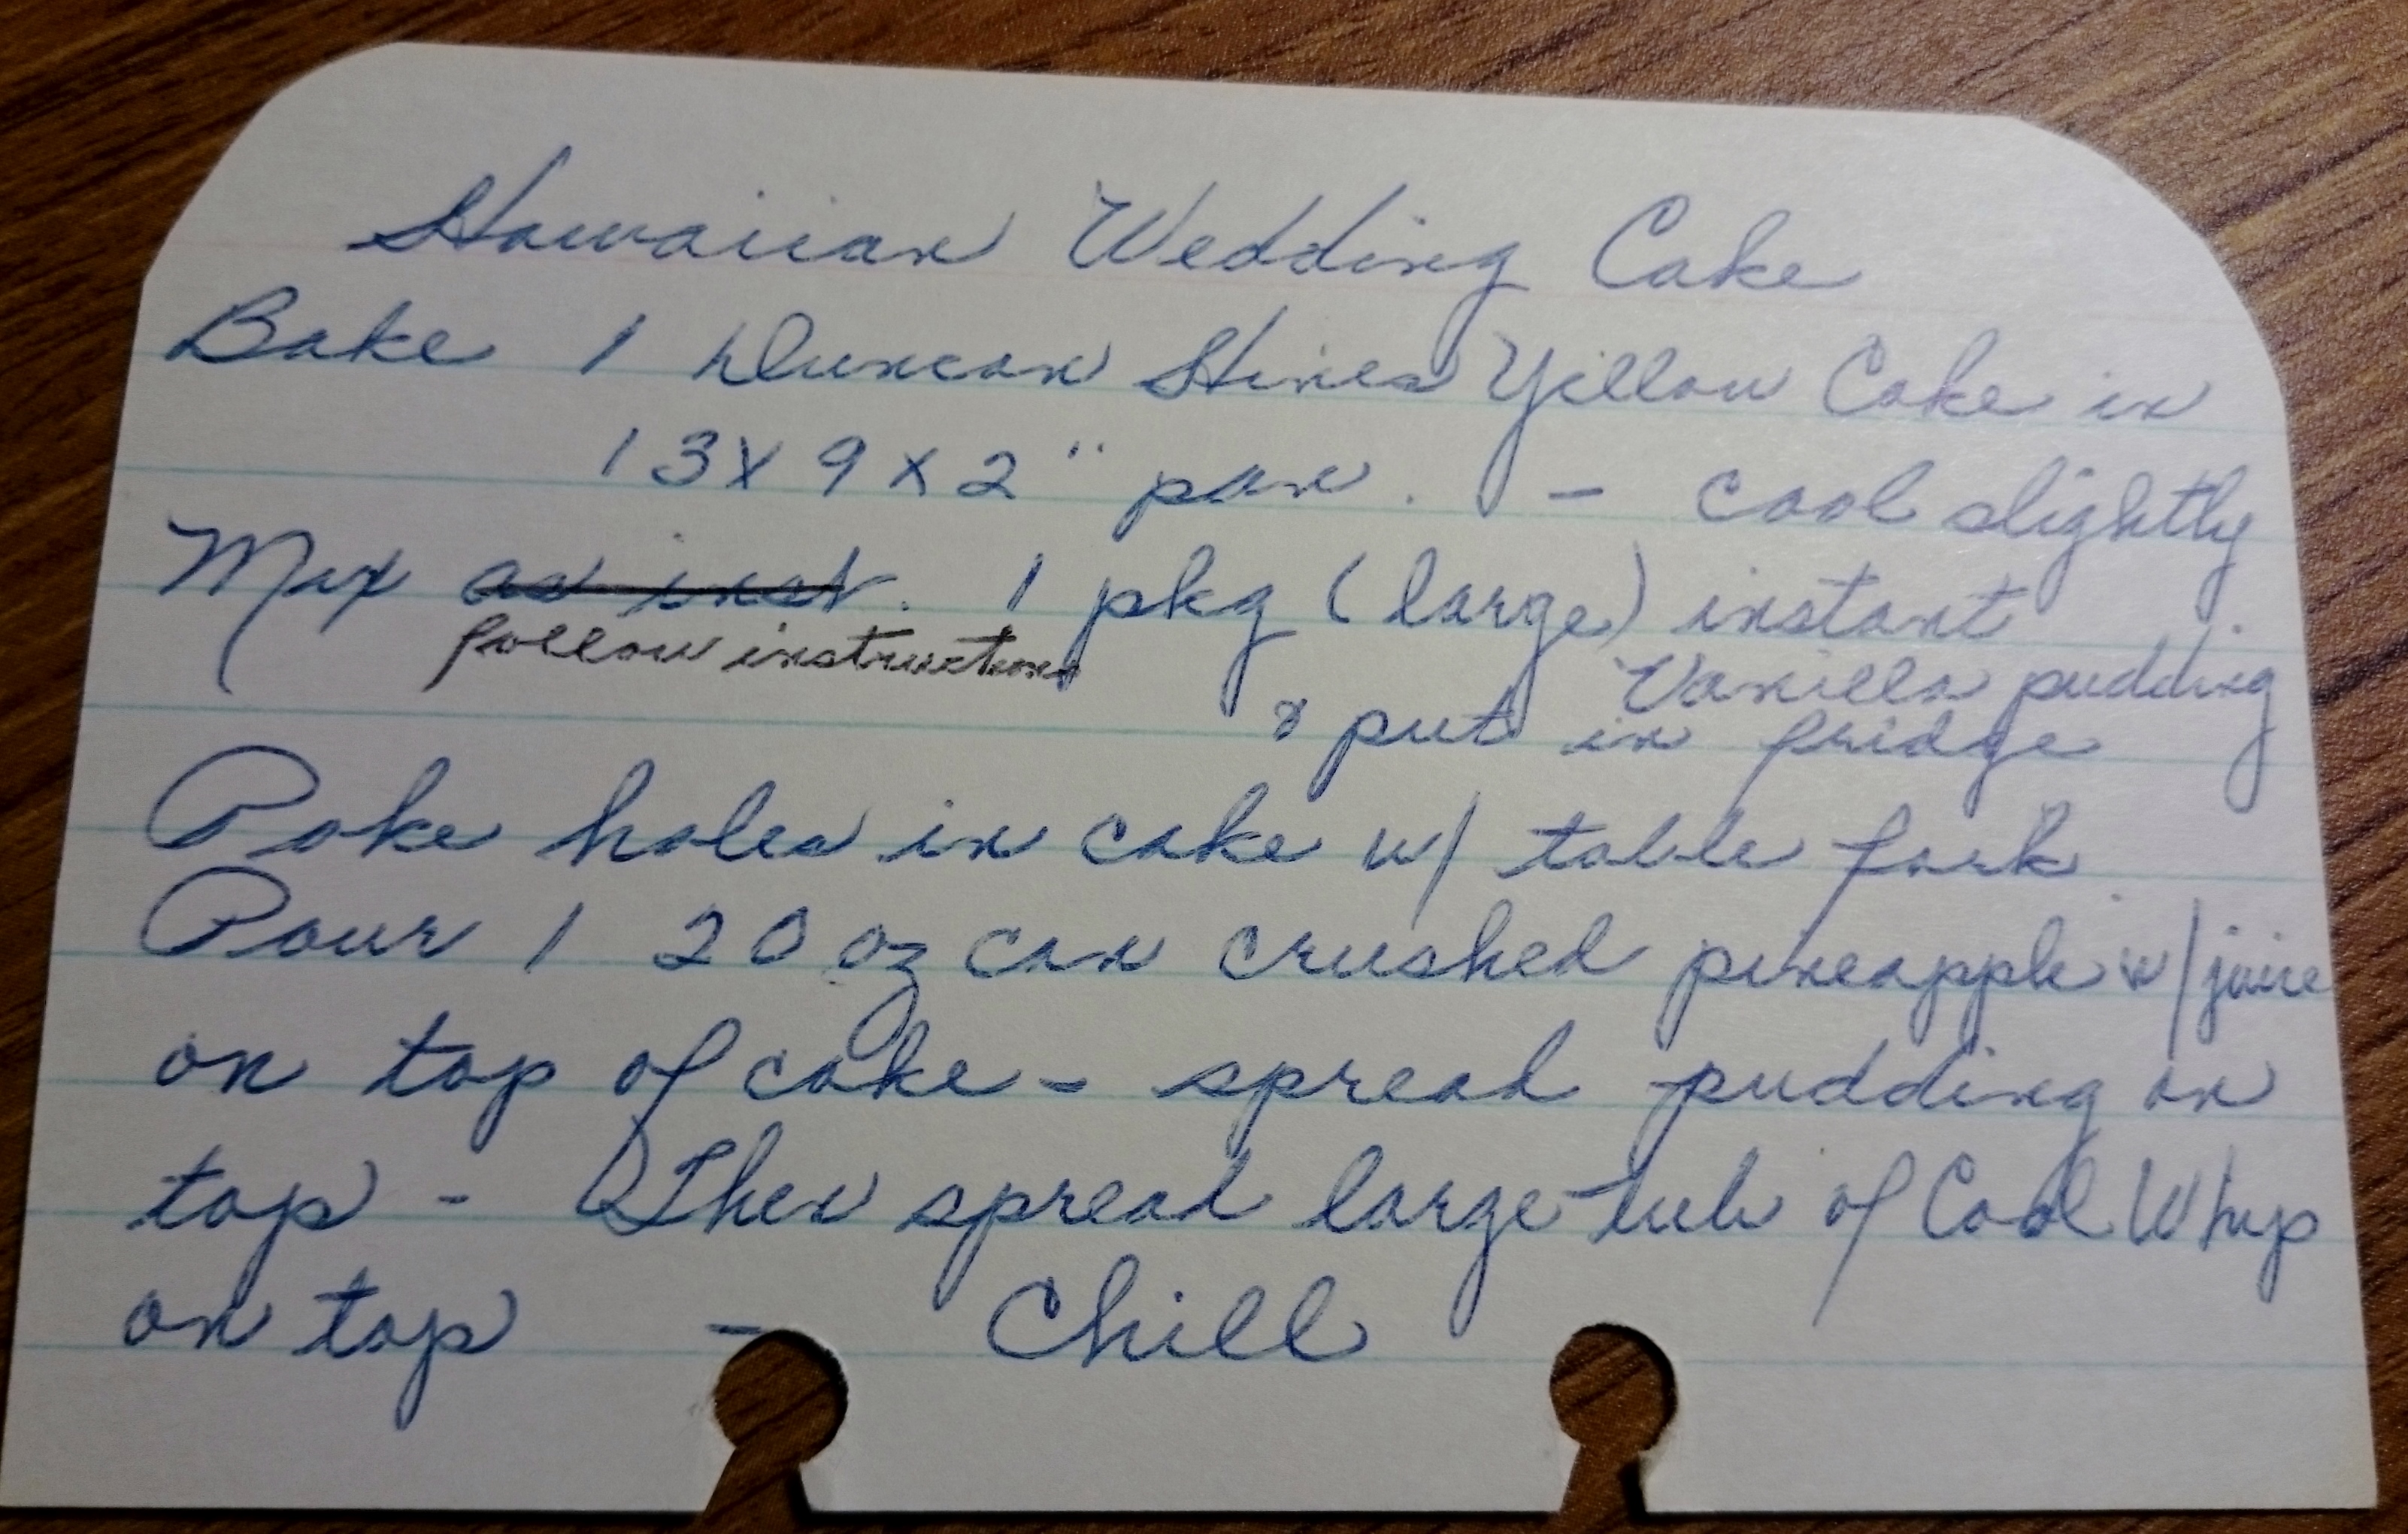 Hawaiian Wedding Cake
Bake 1 Duncan Hines Yellow Cake in
13 x 9 x 2" pan. - cool slightly
Mix as inst. 1 pkg (large) instant
follow instructions
Vanilla pudding
& put in fridge
Poke holes in cake w/ table fork.
Pour 1 20 oz can crushed pineapple w/ juice
on top of cake - spread pudding on
top - Then spread large tub of Cool Whip
on top - Chill